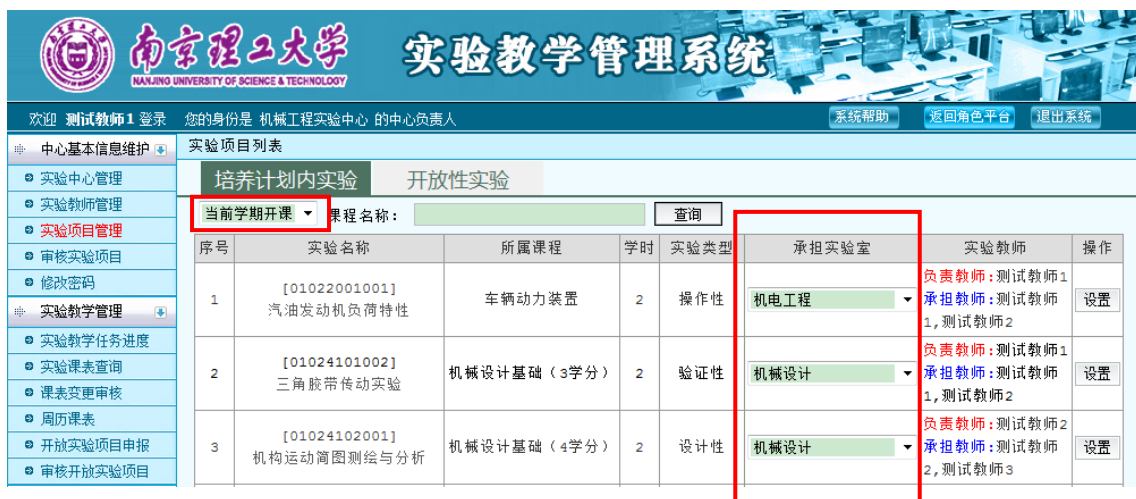 南京理工大学
NANJING UNIVERSITY OF SCIENCE & TECHNOLOGY
实验教学管理系统
欢迎 测试教师1 登录 您的身份是 机械工程实验中心 的中心负责人
系统帮助 返回角色平台 退出系统
中心基本信息维护
实验中心管理
实验教师管理
实验项目管理
审核实验项目
修改密码
实验教学管理
实验教学任务进度
实验课表查询
课表变更审核
周历课表
开放实验项目申报
审核开放实验项目
实验项目列表
培养计划内实验 开放性实验
当前学期开课 课程名称: 查询
序号 实验名称 所属课程 学时 实验类型 承担实验室 实验教师 操作
1 [01022001001]
汽油发动机负荷特性
车辆动力装置 2 操作性 机电工程
负责教师:测试教师1
承担教师:测试教师
1,测试教师2
设置
2 [01024101002]
三角胶带传动实验
机械设计基础(3学分) 2 验证性 机械设计
负责教师:测试教师1
承担教师:测试教师
1,测试教师2
设置
3 [01024102001]
机构运动简图测绘与分析
机械设计基础(4学分) 2 设计性 机械设计
负责教师:测试教师2
承担教师:测试教师
2,测试教师3
设置